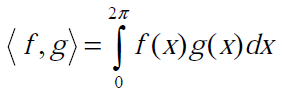 ⟨f,g⟩ = ∫₀^{2π} f(x)g(x)dx